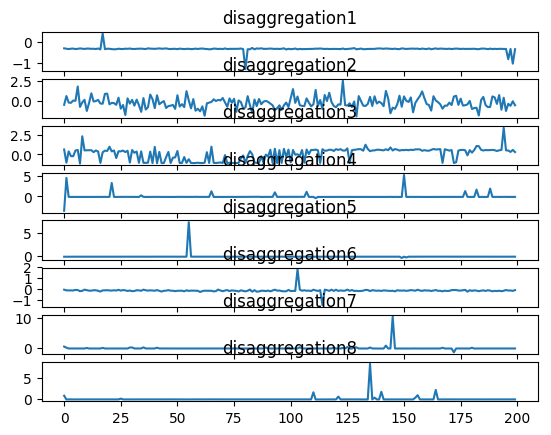 disaggregation1
0
−1
disaggregation2
2.5
0.0
disaggregation3
2.5
0.0
disaggregation4
5
0
disaggregation5
5
0
disaggregation6
2
1
−1
disaggregation7
10
0
disaggregation8
5
0
0 25 50 75 100 125 150 175 200